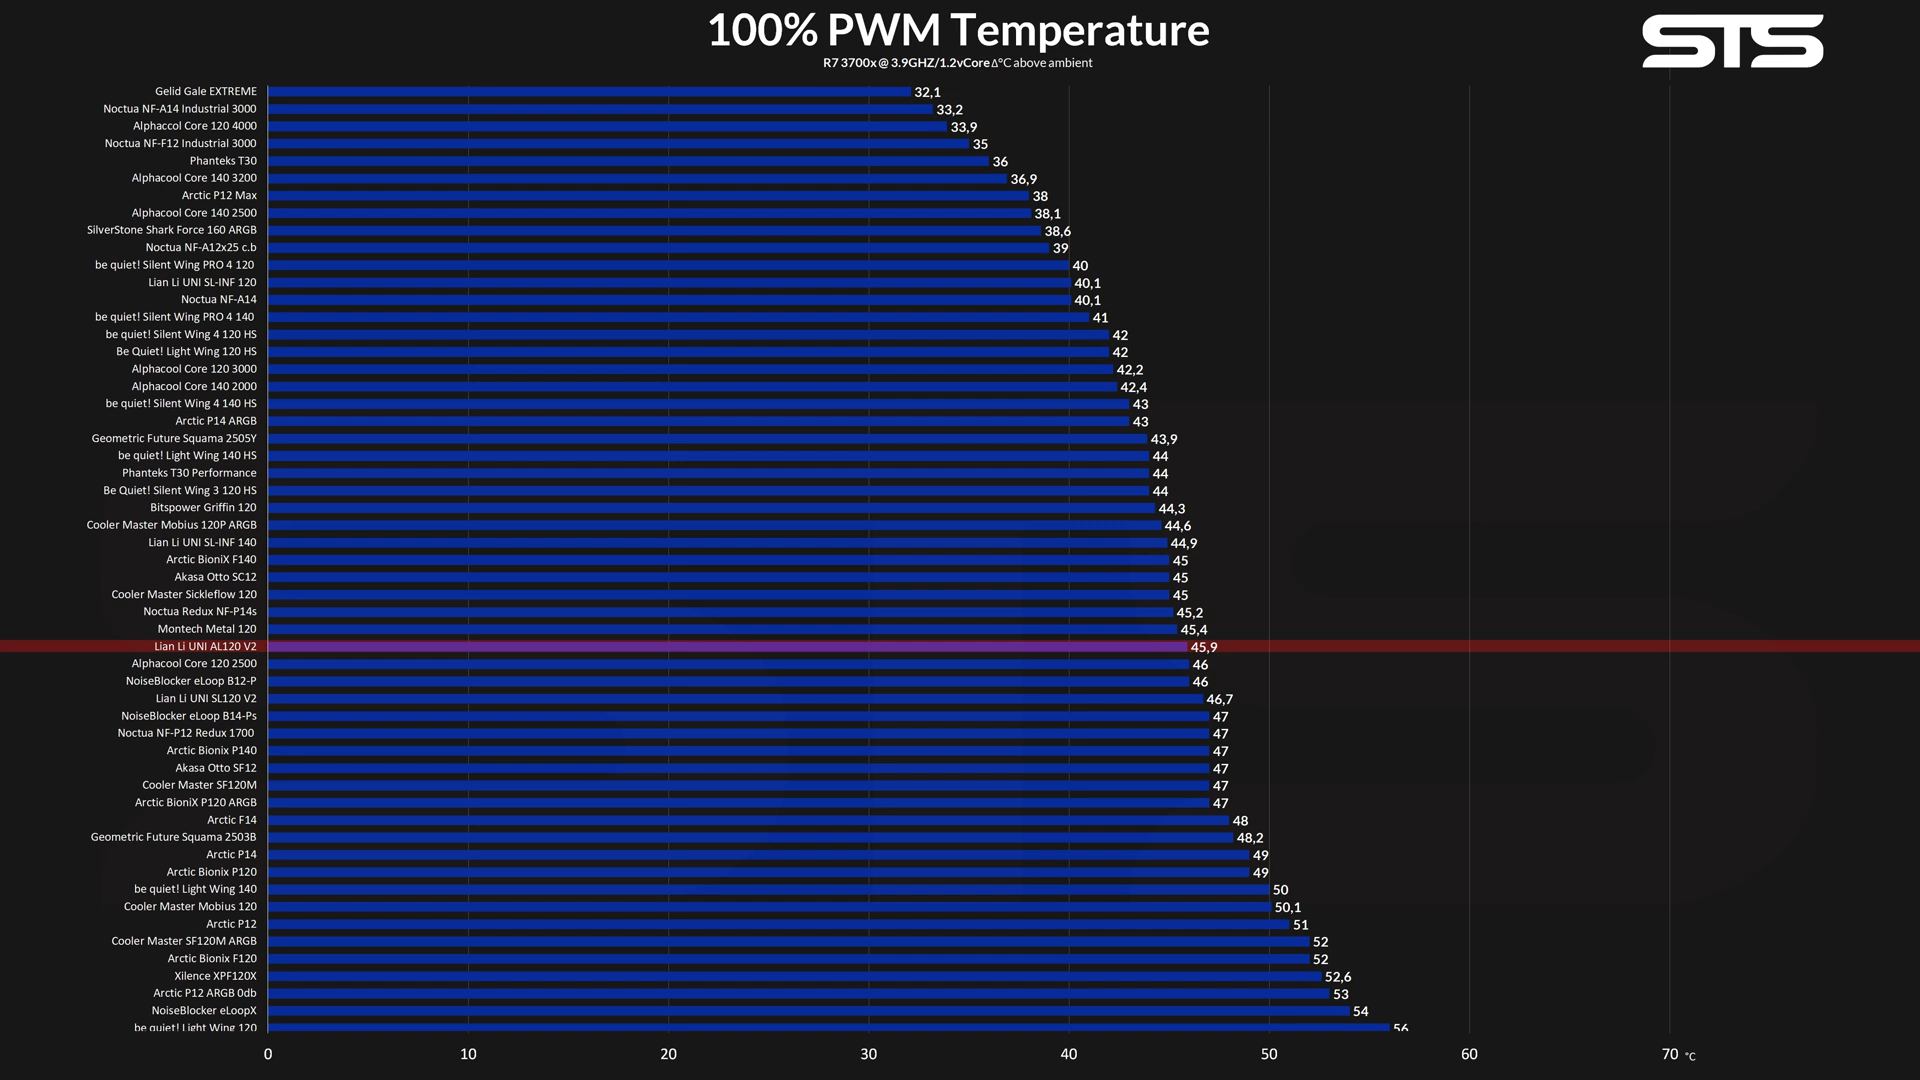 100% PWM Temperature
STS
R7 3700x @ 3.9GHZ/1.2vCore Δ°C above ambient
Gelid Gale EXTREME 32,1
Noctua NF-A14 Industrial 3000 33,2
Alphaccol Core 120 4000 33,9
Noctua NF-F12 Industrial 3000 35
Phanteks T30 36
Alphacool Core 140 3200 36,9
Arctic P12 Max 38
Alphacool Core 140 2500 38,1
SilverStone Shark Force 160 ARGB 38,6
Noctua NF-A12x25 c.b 39
be quiet! Silent Wing PRO 4 120 40
Lian Li UNI SL-INF 120 40,1
Noctua NF-A14 40,1
be quiet! Silent Wing PRO 4 140 41
be quiet! Silent Wing 4 120 HS 42
Be Quiet! Light Wing 120 HS 42
Alphacool Core 120 3000 42,2
Alphacool Core 140 2000 42,4
be quiet! Silent Wing 4 140 HS 43
Arctic P14 ARGB 43
Geometric Future Squama 2505Y 43,9
be quiet! Light Wing 140 HS 44
Phanteks T30 Performance 44
Be Quiet! Silent Wing 3 120 HS 44
Bitspower Griffin 120 44,3
Cooler Master Mobius 120P ARGB 44,6
Lian Li UNI SL-INF 140 44,9
Arctic BioniX F140 45
Akasa Otto SC12 45
Cooler Master Sickleflow 120 45
Noctua Redux NF-P14s 45,2
Montech Metal 120 45,4
Lian Li UNI AL120 V2 45,9
Alphacool Core 120 2500 46
NoiseBlocker eLoop B12-P 46
Lian Li UNI SL120 V2 46,7
NoiseBlocker eLoop B14-Ps 47
Noctua NF-P12 Redux 1700 47
Arctic Bionix P140 47
Akasa Otto SF12 47
Cooler Master SF120M 47
Arctic BioniX P120 ARGB 47
Arctic F14 48
Geometric Future Squama 2503B 48,2
Arctic P14 49
Arctic Bionix P120 49
be quiet! Light Wing 140 50
Cooler Master Mobius 120 50,1
Arctic P12 51
Cooler Master SF120M ARGB 52
Arctic Bionix F120 52
Xilence XPF120X 52,6
Arctic P12 ARGB 0db 53
NoiseBlocker eLoopX 54
be quiet! Light Wing 120 56
0 10 20 30 40 50 60 70 °C